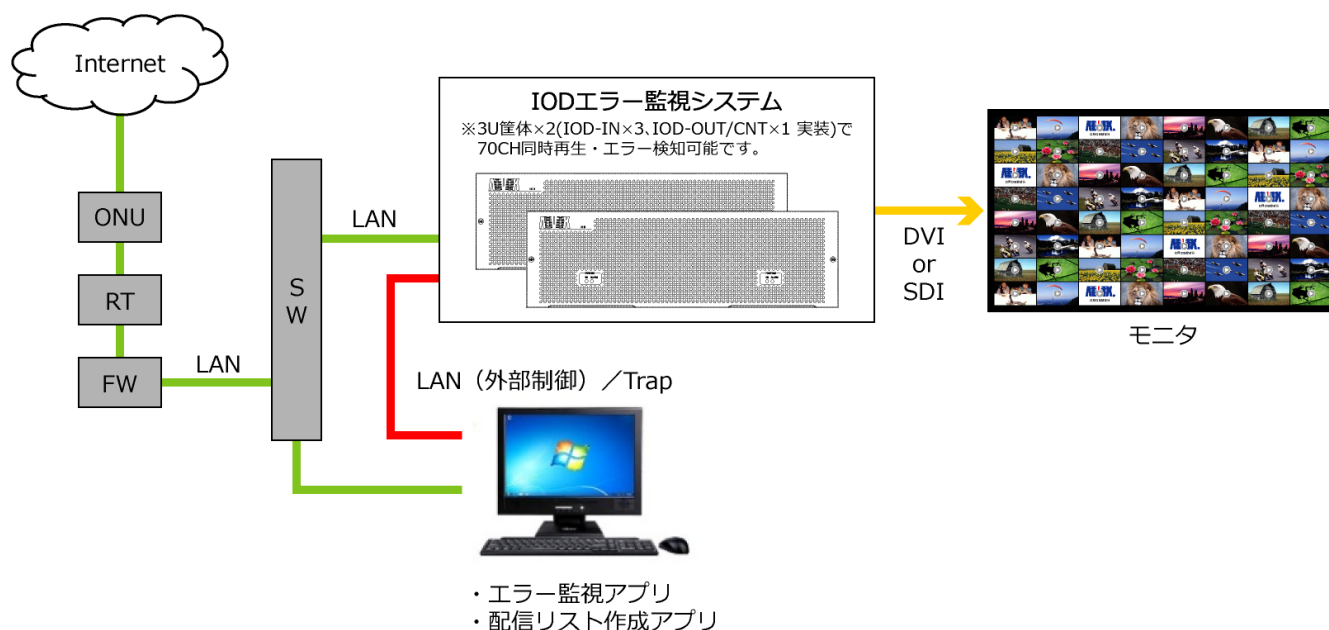 Internet
IODエラー監視システム
※3U筐体×2(IOD-IN×3、IOD-OUT/CNT×1 実装)で
70CH同時再生・エラー検知可能です。
ONU
RT
FW
LAN
SW
LAN
DVI
or
SDI
モニタ
LAN（外部制御）／Trap
・エラー監視アプリ
・配信リスト作成アプリ